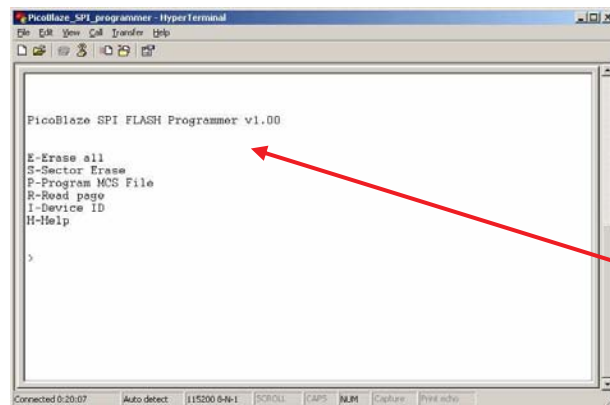 PicoBlaze_SPI_programmer - HyperTerminal
File Edit View Call Transfer Help
PicoBlaze SPI FLASH Programmer v1.00
E-Erase all
S-Sector Erase
P-Program MCS File
R-Read page
I-Device ID
H-Help
>
Connected 0:20:07 Auto detect 115200 8-N-1 SCROLL CAPS NUM Capture Print echo